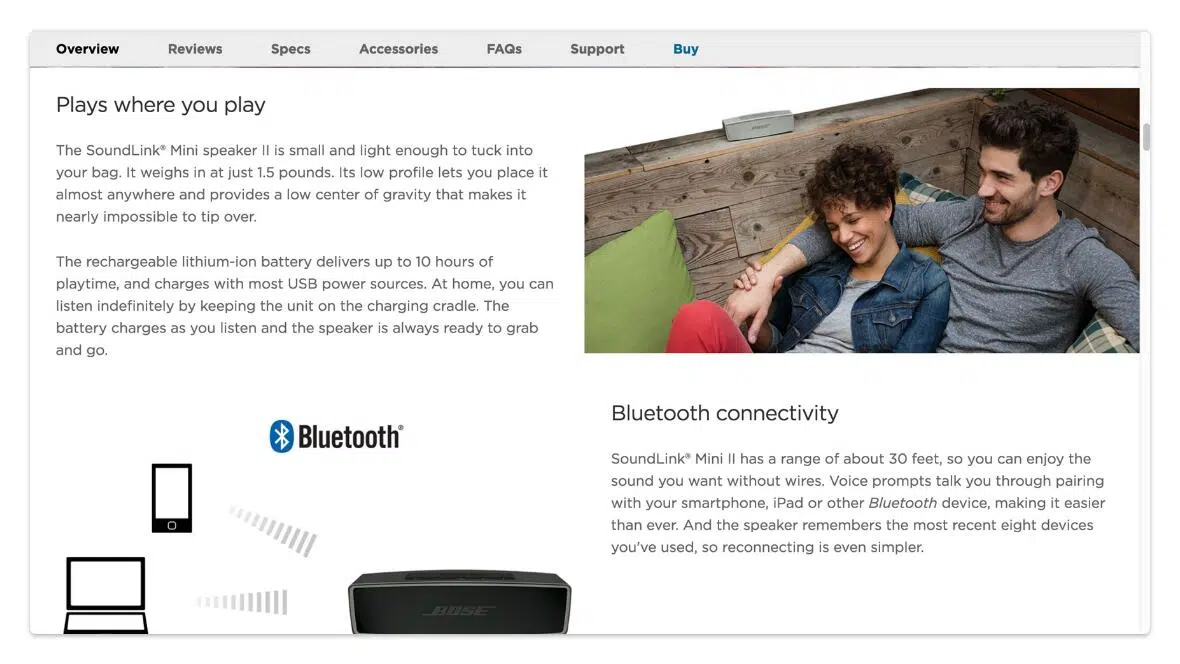 Overview Reviews Specs Accessories FAQs Support Buy
Plays where you play
The SoundLink® Mini speaker II is small and light enough to tuck into
your bag. It weighs in at just 1.5 pounds. Its low profile lets you place it
almost anywhere and provides a low center of gravity that makes it
nearly impossible to tip over.
The rechargeable lithium-ion battery delivers up to 10 hours of
playtime, and charges with most USB power sources. At home, you can
listen indefinitely by keeping the unit on the charging cradle. The
battery charges as you listen and the speaker is always ready to grab
and go.
BOSE
Bluetooth®
BOSE
Bluetooth connectivity
SoundLink® Mini II has a range of about 30 feet, so you can enjoy the
sound you want without wires. Voice prompts talk you through pairing
with your smartphone, iPad or other Bluetooth device, making it easier
than ever. And the speaker remembers the most recent eight devices
you've used, so reconnecting is even simpler.